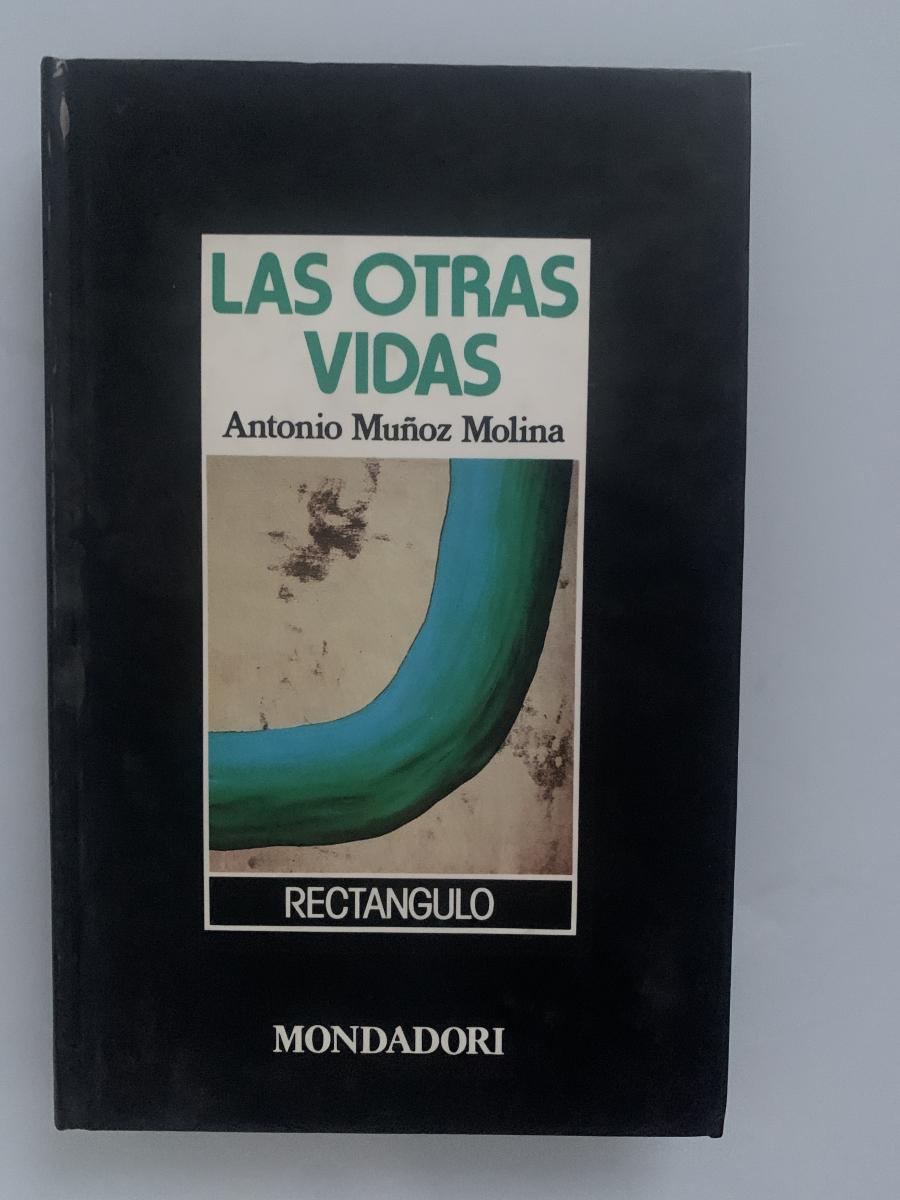 LAS OTRAS
VIDAS
Antonio Muñoz Molina
RECTANGULO
MONDADORI